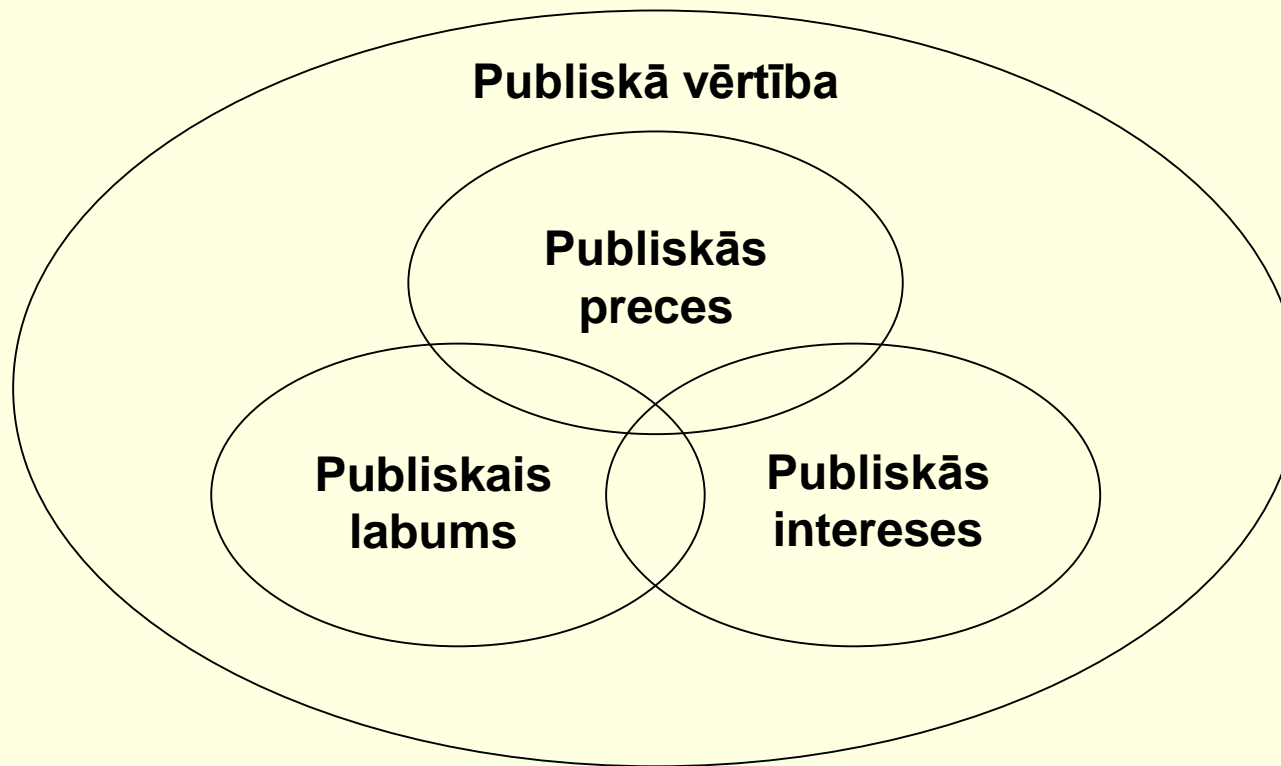 Publiskā vērtība
Publiskās
preces
Publiskais
labums
Publiskās
intereses